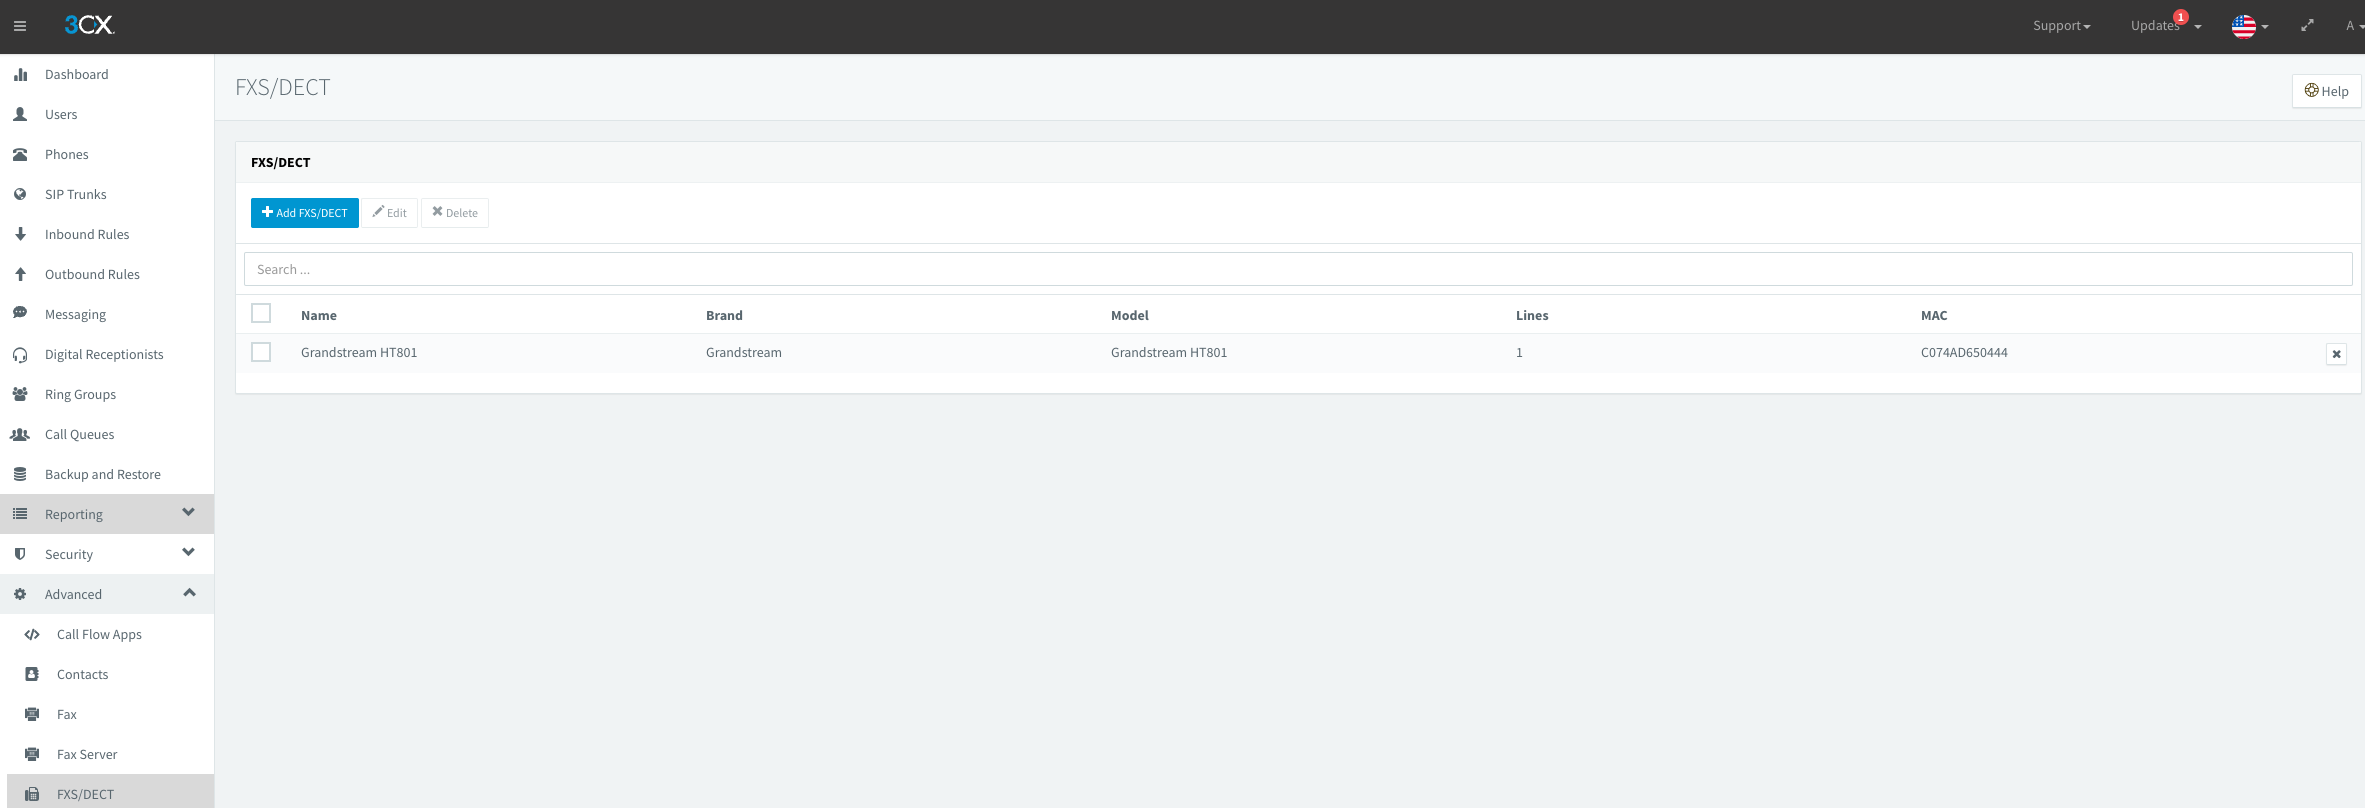 3CX
Support
Updates
1
A
Dashboard
Users
Phones
SIP Trunks
Inbound Rules
Outbound Rules
Messaging
Digital Receptionists
Ring Groups
Call Queues
Backup and Restore
Reporting
Security
Advanced
Call Flow Apps
Contacts
Fax
Fax Server
FXS/DECT
FXS/DECT
Help
FXS/DECT
Add FXS/DECT Edit Delete
Search ...
Name Brand Model Lines MAC
Grandstream HT801 Grandstream Grandstream HT801 1 C074AD650444